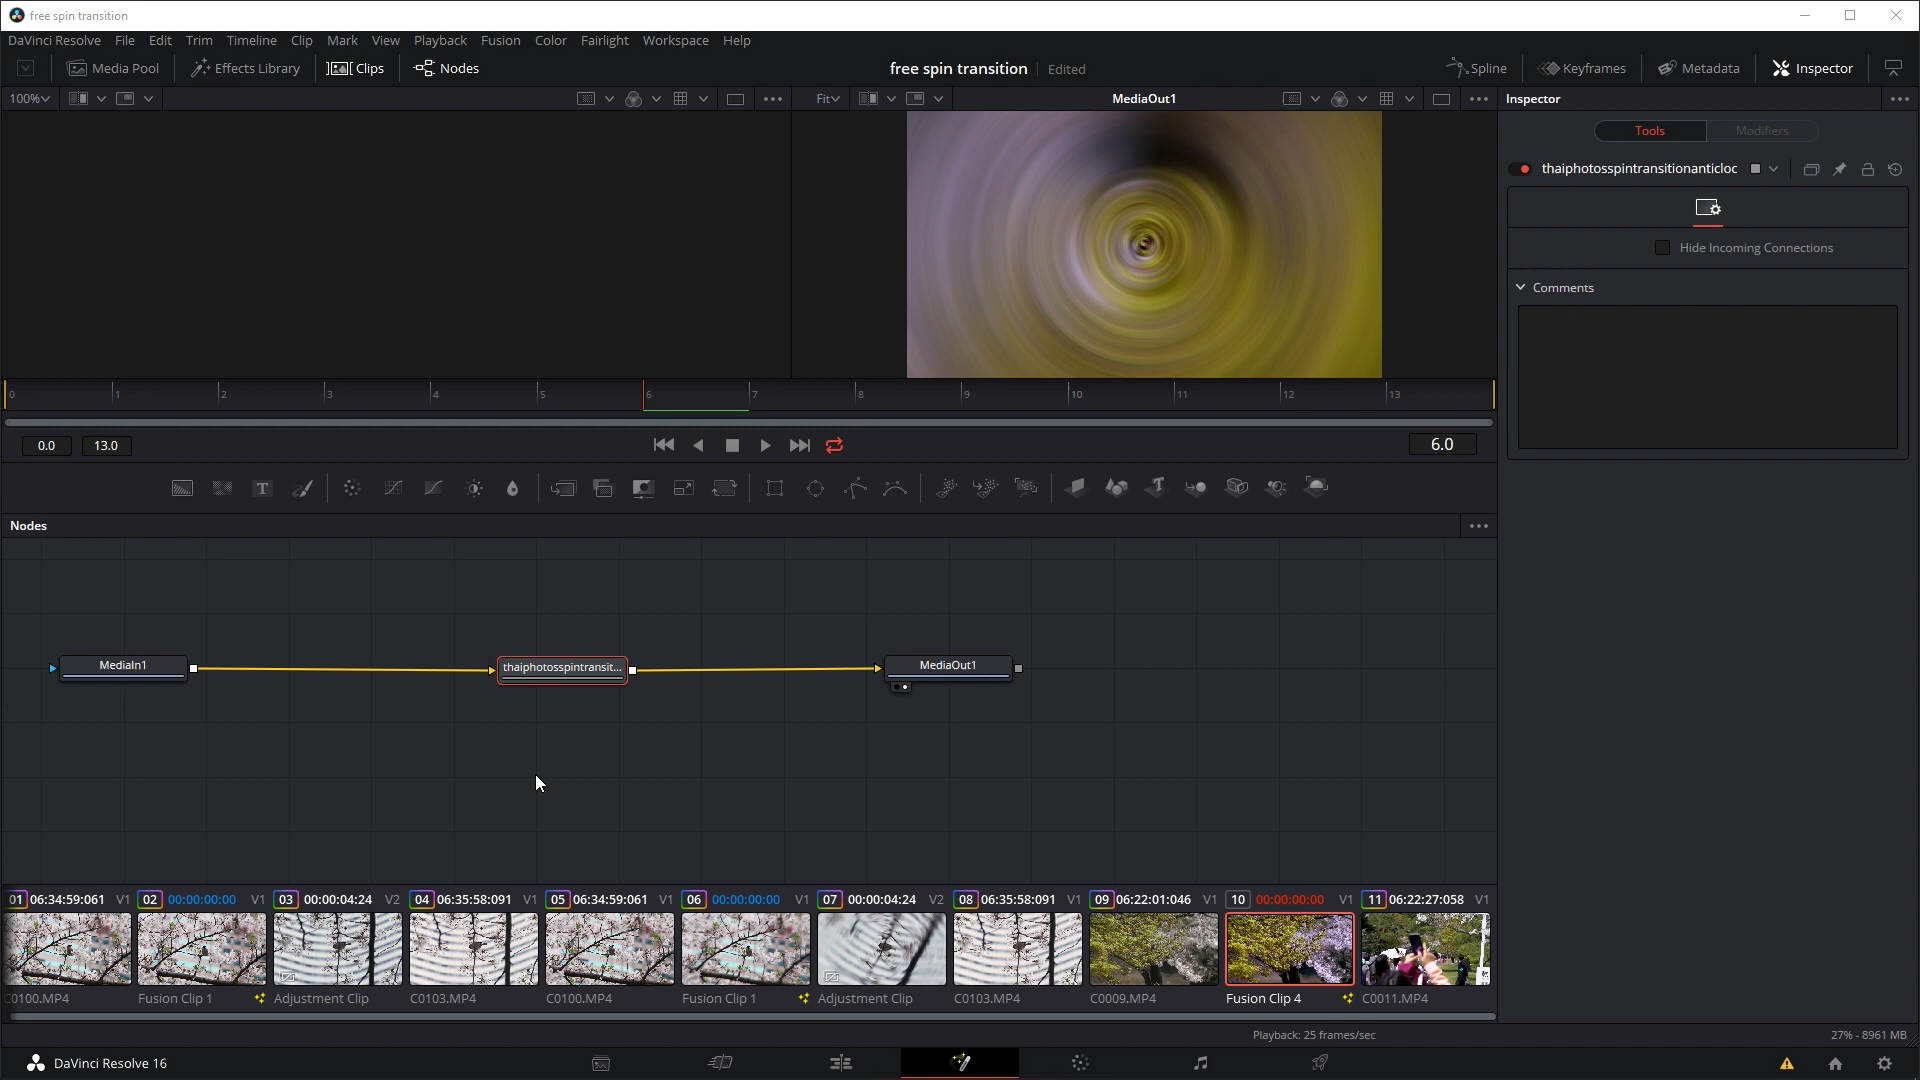 free spin transition
DaVinci Resolve File Edit Trim Timeline Clip Mark View Playback Fusion Color Fairlight Workspace Help
Media Pool Effects Library Clips Nodes free spin transition Edited Spline Keyframes Metadata Inspector
100% Fit MediaOut1 Inspector
Tools Modifiers
thaiphotosspintransitionanticloc
Hide Incoming Connections
Comments
0 1 2 3 4 5 6 7 8 9 10 11 12 13
0.0 13.0 6.0
T
Nodes
MediaIn1 thaiphotosspintransit... MediaOut1
01 06:34:59:061 V1 02 00:00:00:00 V1 03 00:00:04:24 V2 04 06:35:58:091 V1 05 06:34:59:061 V1 06 00:00:00:00 V1 07 00:00:04:24 V2 08 06:35:58:091 V1 09 06:22:01:046 V1 10 00:00:00:00 V1 11 06:22:27:058 V1
C0100.MP4 Fusion Clip 1 Adjustment Clip C0103.MP4 C0100.MP4 Fusion Clip 1 Adjustment Clip C0103.MP4 C0009.MP4 Fusion Clip 4 C0011.MP4
Playback: 25 frames/sec 27% - 8961 MB
DaVinci Resolve 16